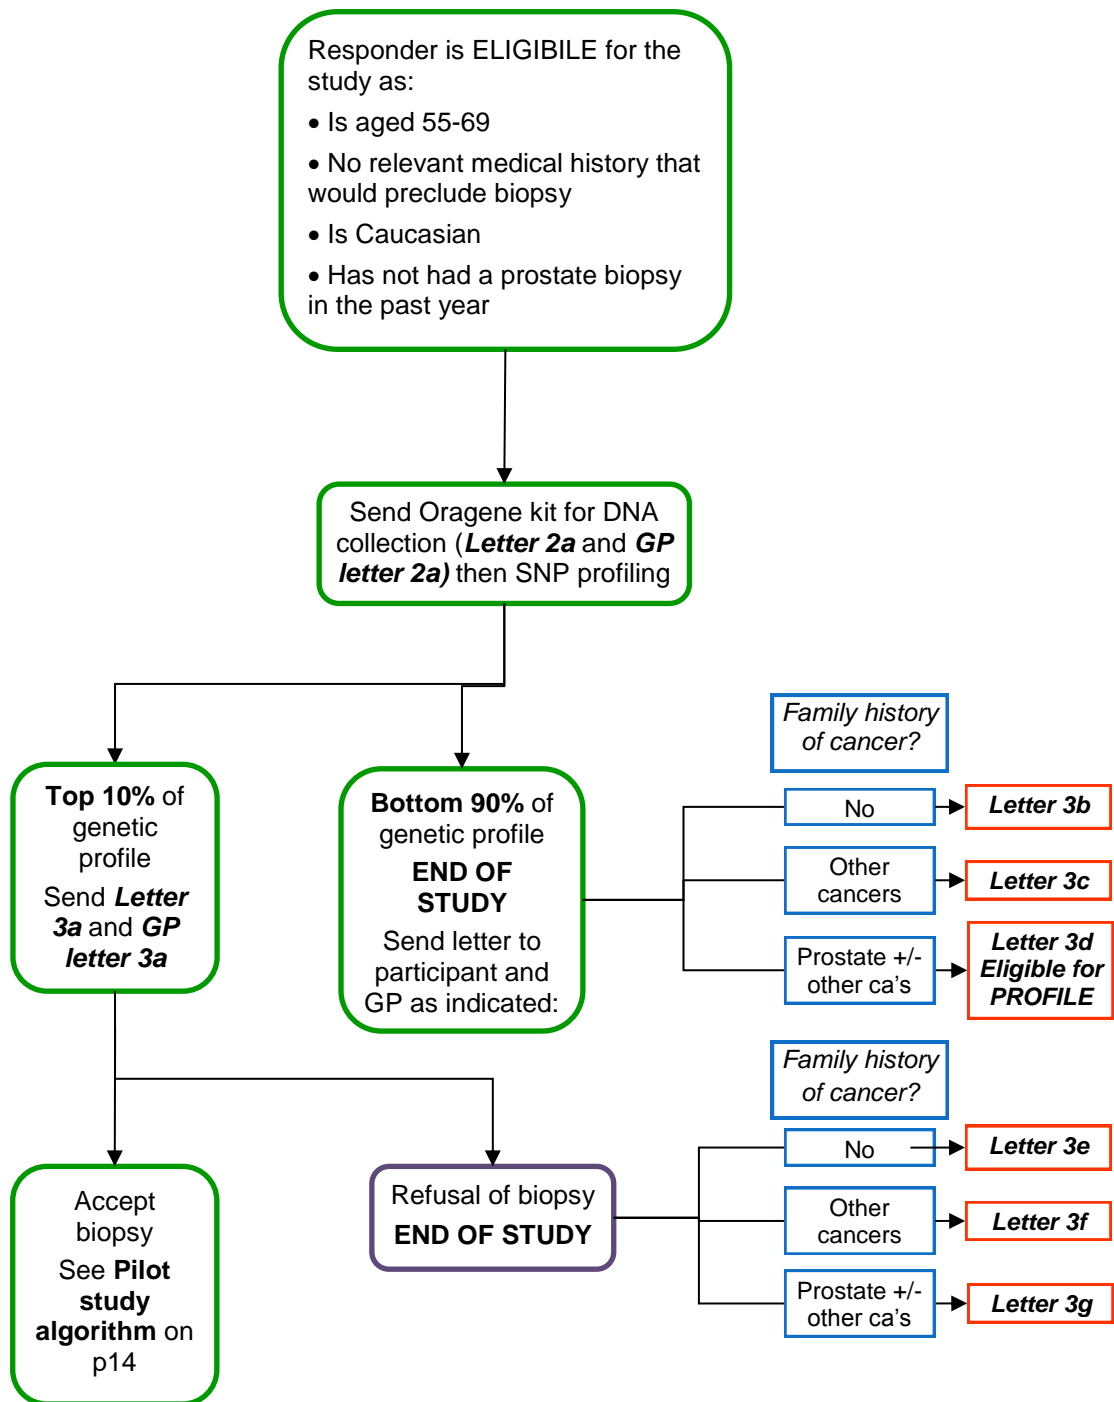 Responder is ELIGIBILE for the
study as:
• Is aged 55-69
• No relevant medical history that
would preclude biopsy
• Is Caucasian
• Has not had a prostate biopsy
in the past year
Send Oragene kit for DNA
collection (Letter 2a and GP
letter 2a) then SNP profiling
Top 10% of
genetic
profile
Send Letter
3a and GP
letter 3a
Bottom 90% of
genetic profile
END OF
STUDY
Send letter to
participant and
GP as indicated:
Family history
of cancer?
No
Letter 3b
Other
cancers
Letter 3c
Prostate +/-
other ca's
Letter 3d
Eligible for
PROFILE
Accept
biopsy
See Pilot
study
algorithm on
p14
Refusal of biopsy
END OF STUDY
Family history
of cancer?
No
Letter 3e
Other
cancers
Letter 3f
Prostate +/-
other ca's
Letter 3g